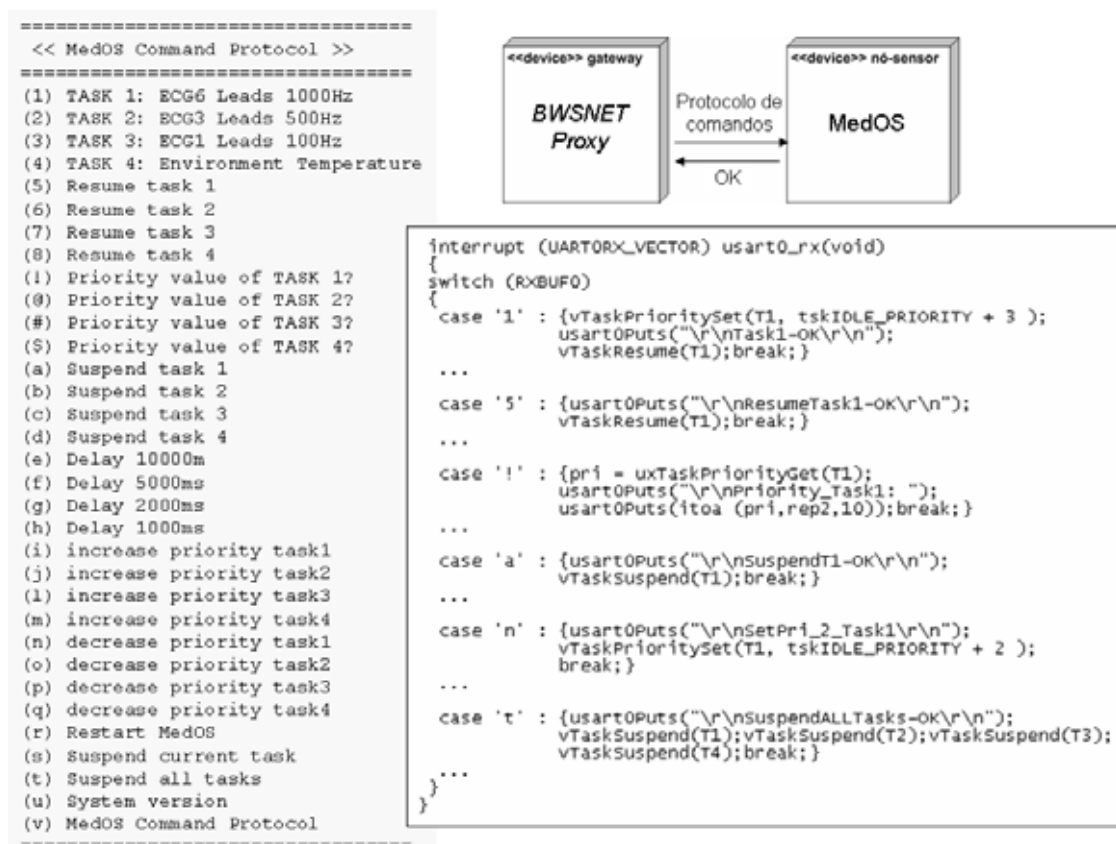 ==================================
<< MedOS Command Protocol >>
==================================
(1) TASK 1: ECG6 Leads 1000Hz
(2) TASK 2: ECG3 Leads 500Hz
(3) TASK 3: ECG1 Leads 100Hz
(4) TASK 4: Environment Temperature
(5) Resume task 1
(6) Resume task 2
(7) Resume task 3
(8) Resume task 4
(!) Priority value of TASK 1?
(@) Priority value of TASK 2?
(#) Priority value of TASK 3?
($) Priority value of TASK 4?
(a) Suspend task 1
(b) Suspend task 2
(c) Suspend task 3
(d) Suspend task 4
(e) Delay 10000m
(f) Delay 5000ms
(g) Delay 2000ms
(h) Delay 1000ms
(i) increase priority task1
(j) increase priority task2
(l) increase priority task3
(m) increase priority task4
(n) decrease priority task1
(o) decrease priority task2
(p) decrease priority task3
(q) decrease priority task4
(r) Restart MedOS
(s) Suspend current task
(t) Suspend all tasks
(u) System version
(v) MedOS Command Protocol
==================================
<<device>> gateway
BWSNET
Proxy
Protocolo de
comandos
OK
<<device>> nó-sensor
MedOS
interrupt (UART0RX_VECTOR) usart0_rx(void)
{
switch (RXBUF0)
{
case '1' : {vTaskPrioritySet(T1, tskIDLE_PRIORITY + 3 );
usart0Puts("\r\nTask1-OK\r\n");
vTaskResume(T1);break;}
...
case '5' : {usart0Puts("\r\nResumeTask1-OK\r\n");
vTaskResume(T1);break;}
...
case '!' : {pri = uxTaskPriorityGet(T1);
usart0Puts("\r\nPriority_Task1: ");
usart0Puts(itoa (pri,rep2,10));break;}
...
case 'a' : {usart0Puts("\r\nSuspendT1-OK\r\n");
vTaskSuspend(T1);break;}
...
case 'n' : {usart0Puts("\r\nSetPri_2_Task1\r\n");
vTaskPrioritySet(T1, tskIDLE_PRIORITY + 2 );
break;}
...
case 't' : {usart0Puts("\r\nSuspendALLTasks-OK\r\n");
vTaskSuspend(T1);vTaskSuspend(T2);vTaskSuspend(T3);
vTaskSuspend(T4);break;}
...
}
}